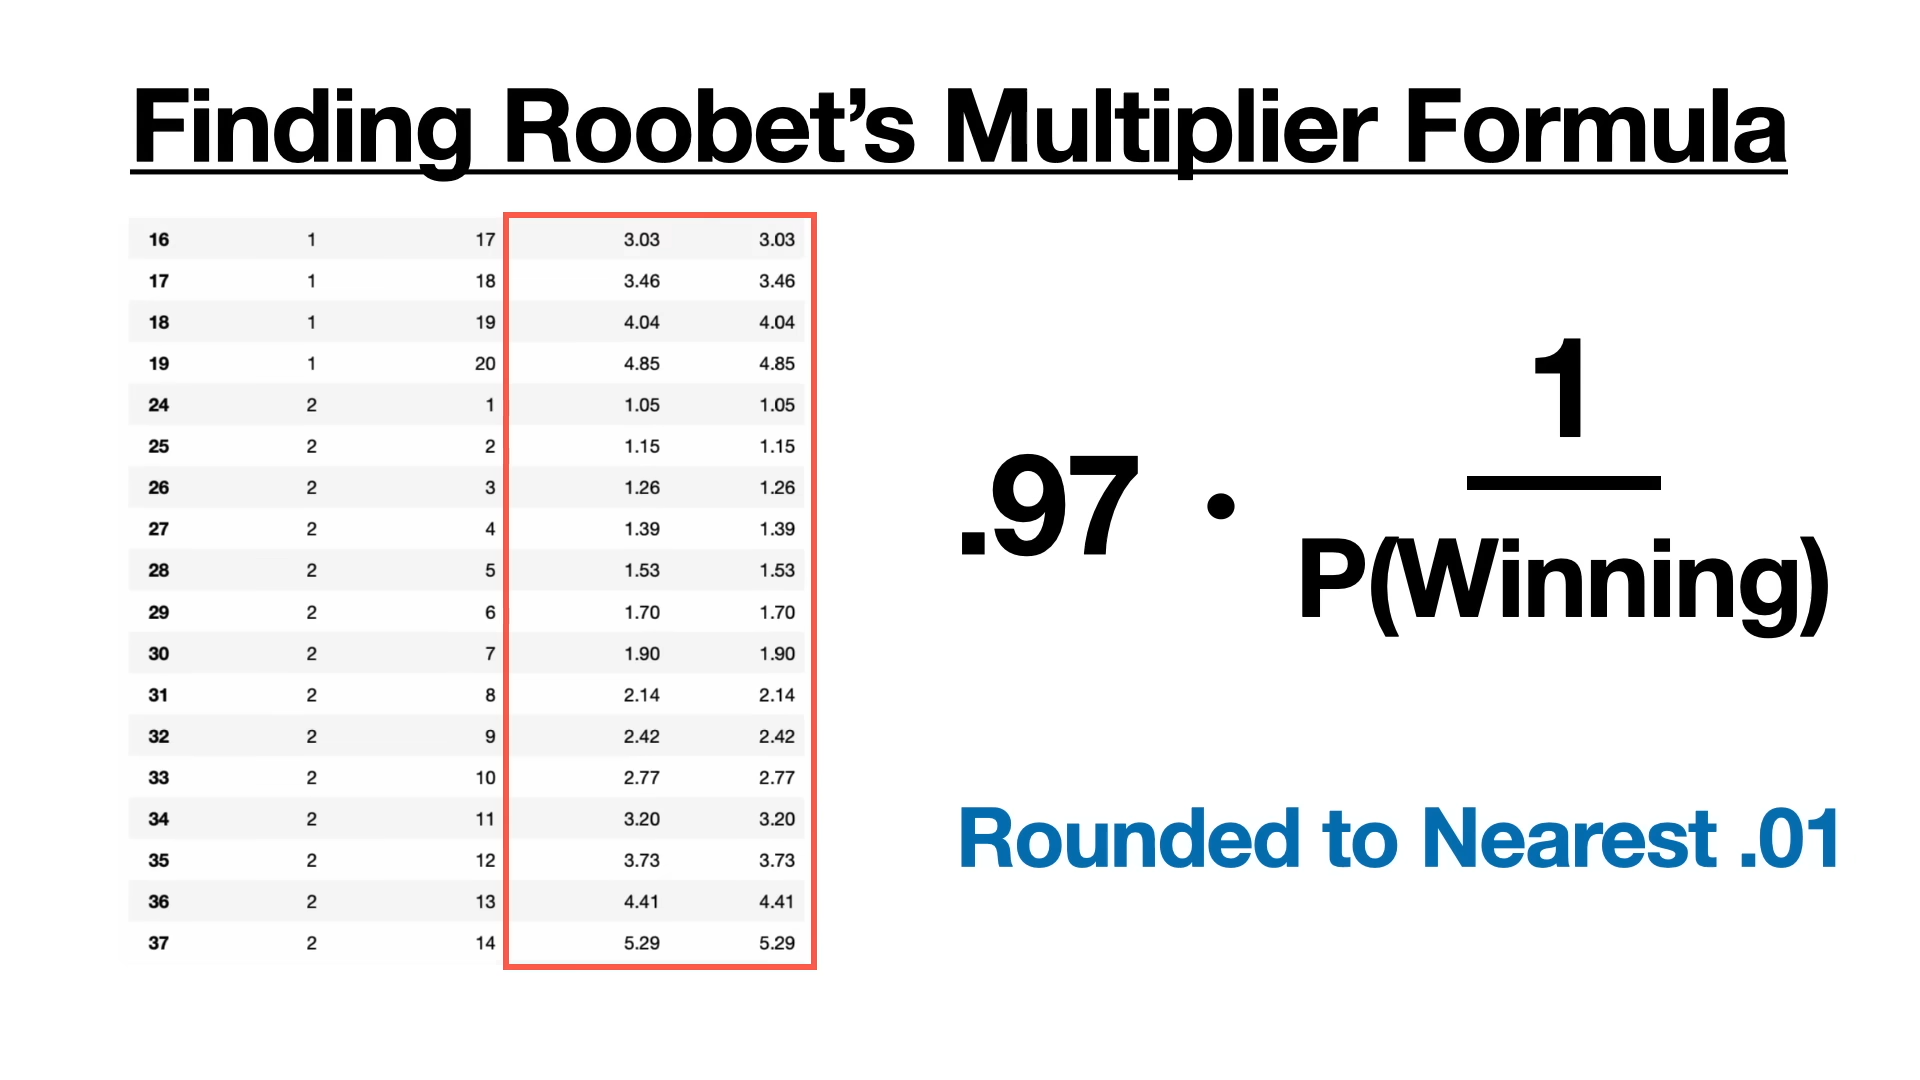 Finding Roobet’s Multiplier Formula
16 1 17 3.03 3.03
17 1 18 3.46 3.46
18 1 19 4.04 4.04
19 1 20 4.85 4.85
24 2 1 1.05 1.05
25 2 2 1.15 1.15
26 2 3 1.26 1.26
27 2 4 1.39 1.39
28 2 5 1.53 1.53
29 2 6 1.70 1.70
30 2 7 1.90 1.90
31 2 8 2.14 2.14
32 2 9 2.42 2.42
33 2 10 2.77 2.77
34 2 11 3.20 3.20
35 2 12 3.73 3.73
36 2 13 4.41 4.41
37 2 14 5.29 5.29
1
.97 ·
P(Winning)
Rounded to Nearest .01